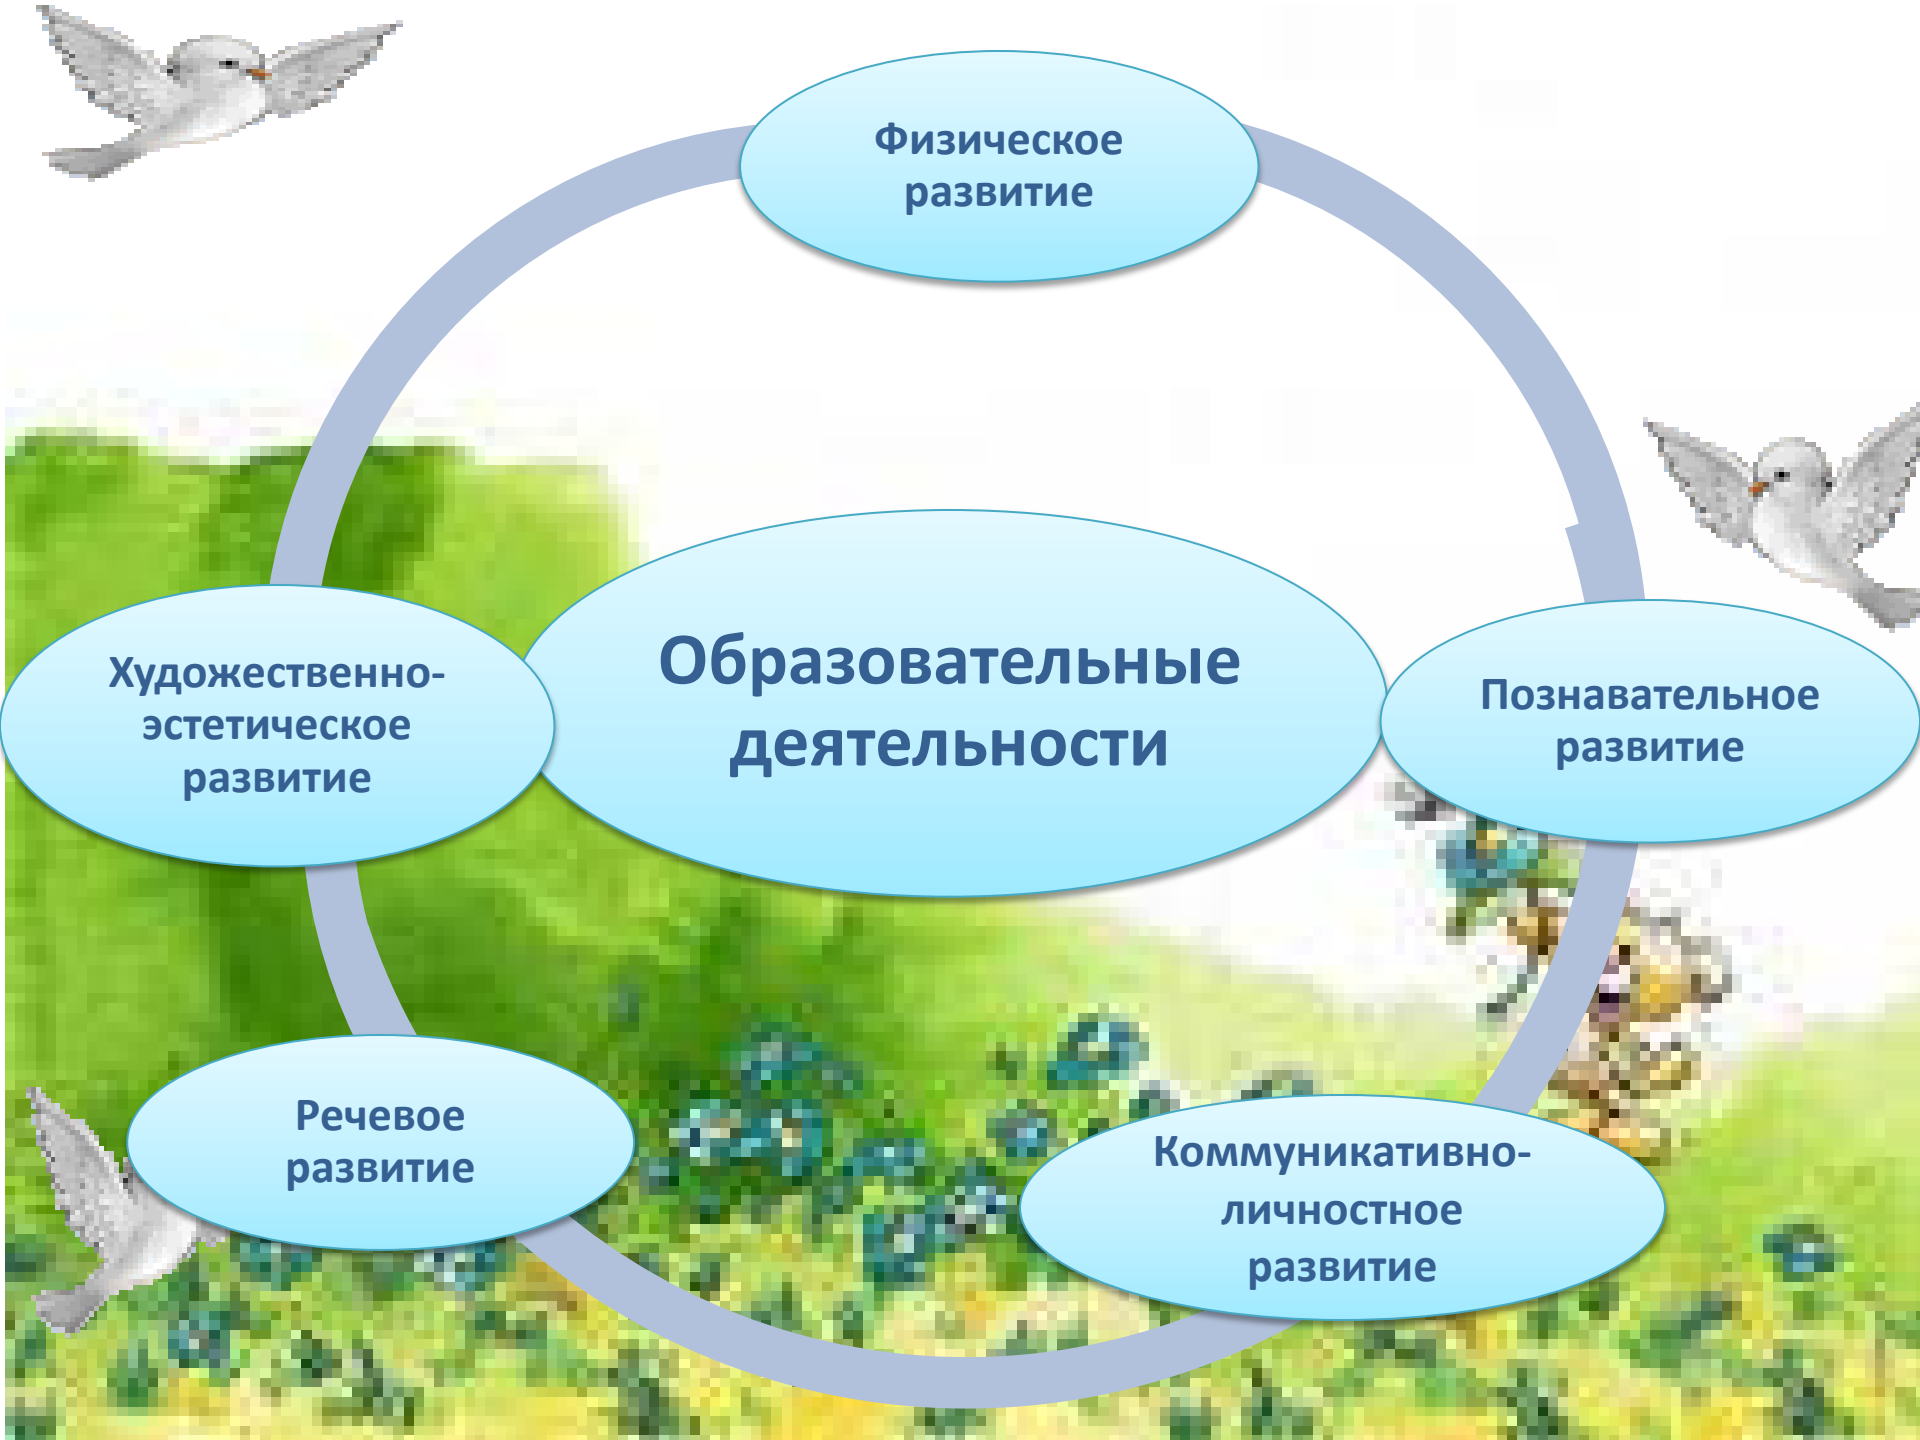 Физическое
развитие
Образовательные
деятельности
Художественно-
эстетическое
развитие
Познавательное
развитие
Речевое
развитие
Коммуникативно-
личностное
развитие